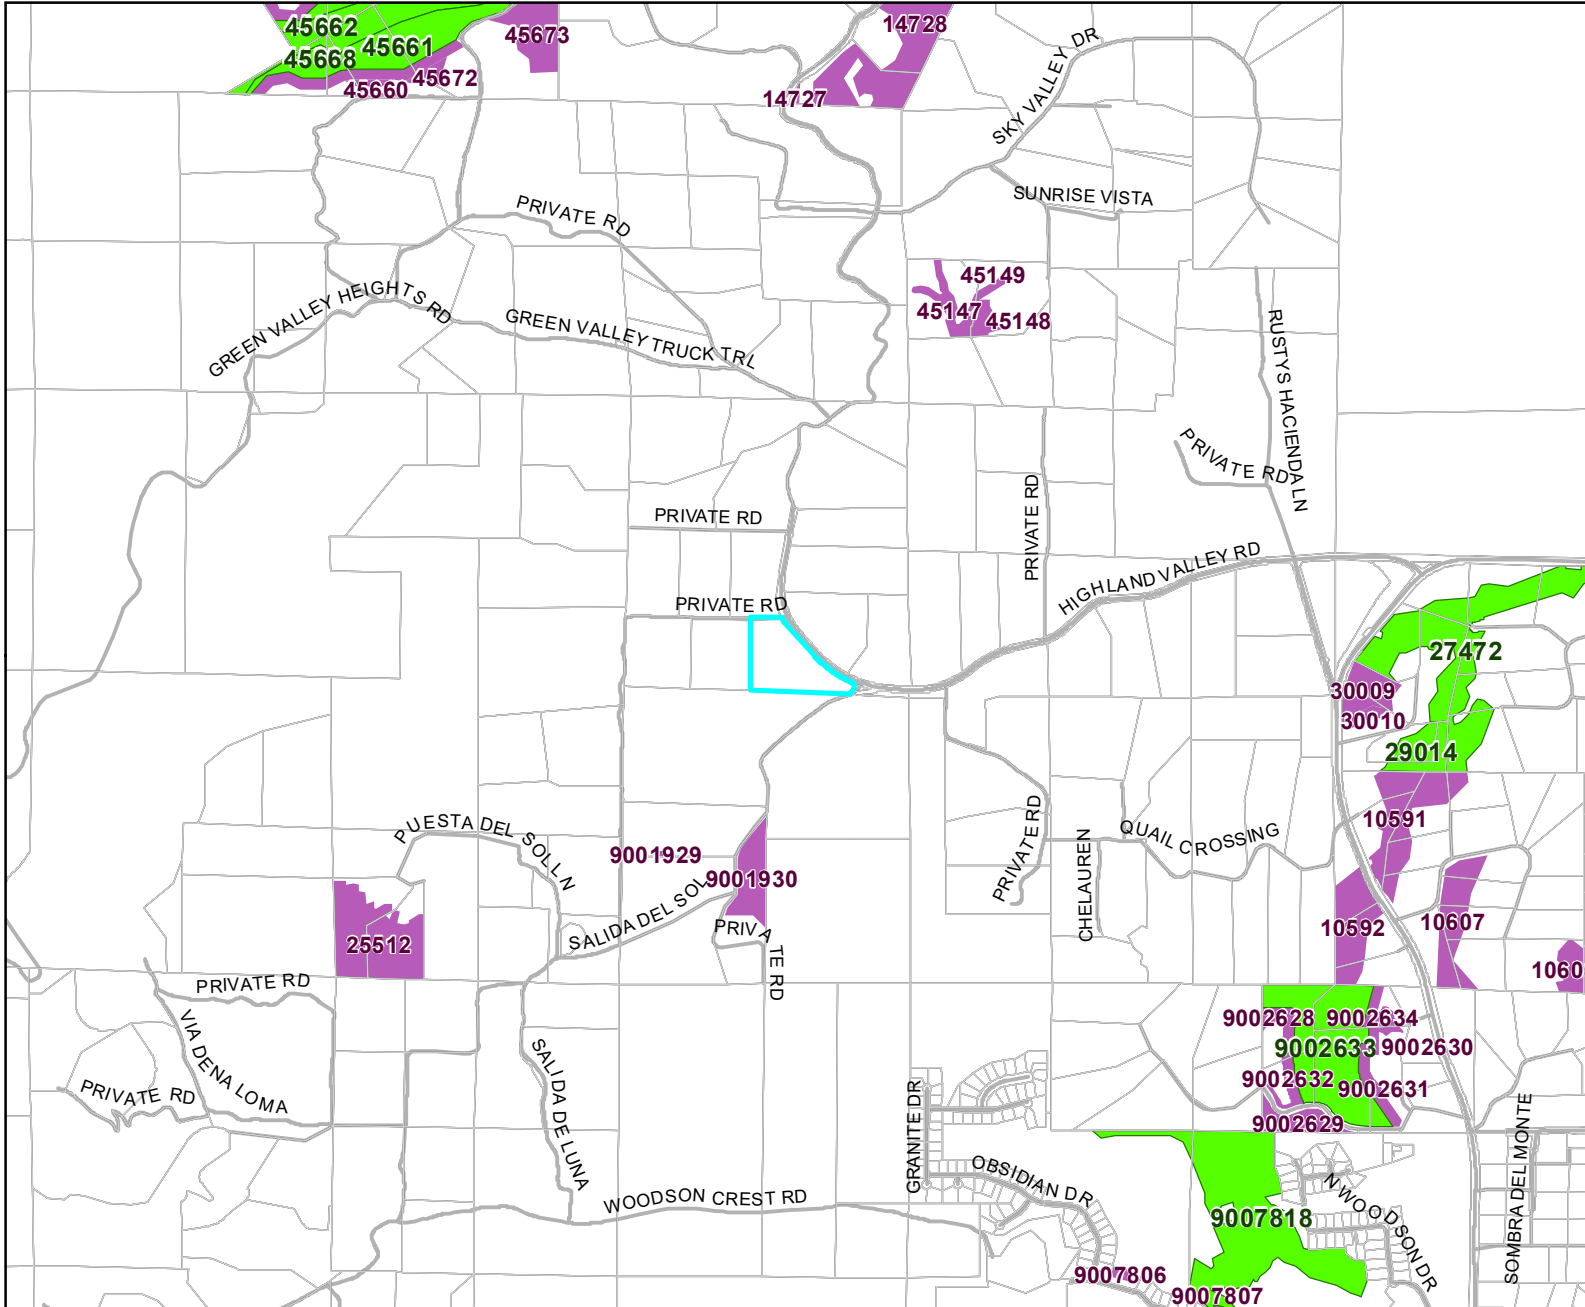 45662
45661
45668
45673
45672
45660
14728
14727
SKY VALLEY DR
SUNRISE VISTA
PRIVATE RD
GREEN VALLEY HEIGHTS RD
GREEN VALLEY TRUCK TRL
45149
45147
45148
RUSTYS HACIENDA LN
PRIVATE RD
PRIVATE RD
PRIVATE RD
HIGHLAND VALLEY RD
PRIVATE RD
27472
30009
30010
29014
10591
PUESTA DEL SOL LN
9001929
9001930
SALIDA DEL SOL
PRIVATE RD
PRIVATE RD
CHELAUREN
QUAIL CROSSING
25512
10592
10607
1060
PRIVATE RD
VIA DENA LOMA
PRIVATE RD
SALIDA DE LUNA
9002628
9002634
9002633
9002630
9002632
9002631
9002629
GRANITE DR
OBSIDIAN DR
WOODSON CREST RD
N WOODSON DR
SOMBRA DEL MONTE
9007818
9007806
9007807